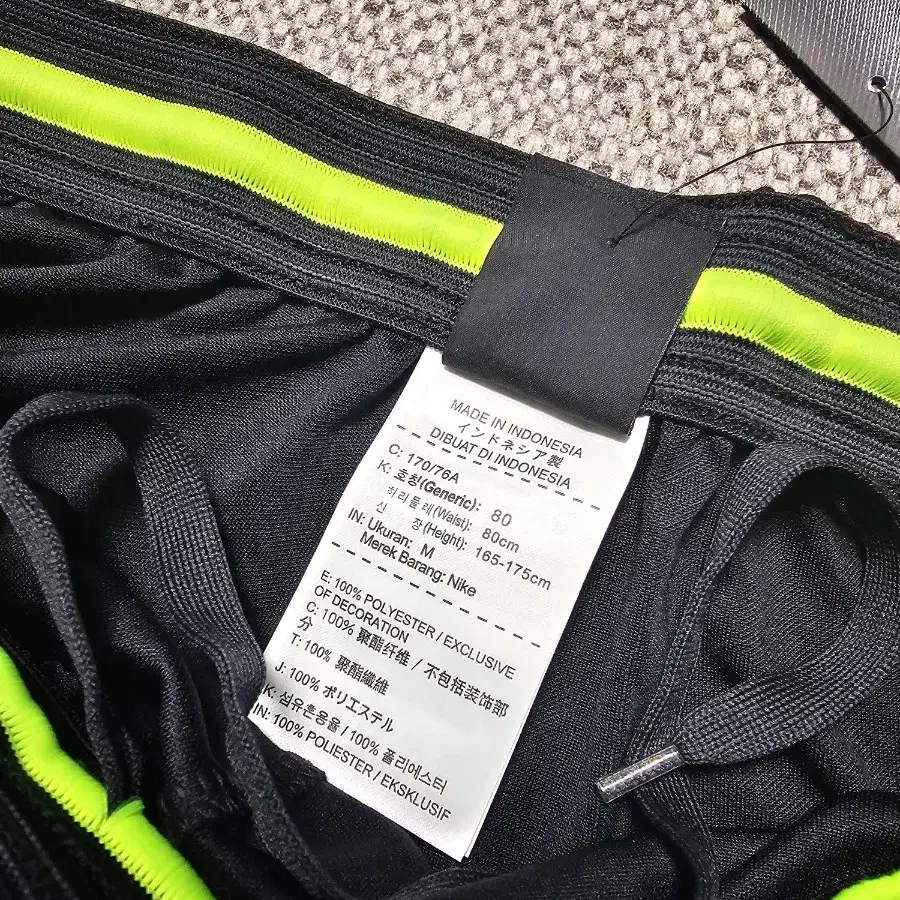 MADE IN INDONESIA
インドネシア製
DIBUAT DI INDONESIA
C: 170/76A
K: 호칭(Generic): 80
허리둘레(Waist): 80cm
신 장(Height): 165-175cm
IN: Ukuran: M
Merek Barang: Nike
E: 100% POLYESTER / EXCLUSIVE
OF DECORATION
C: 100% 聚酯纤维 / 不包括装饰部
分
T: 100% 聚酯纖維
J: 100% ポリエステル
K: 섬유혼용율 / 100% 폴리에스터
IN: 100% POLIESTER / EKSKLUSIF